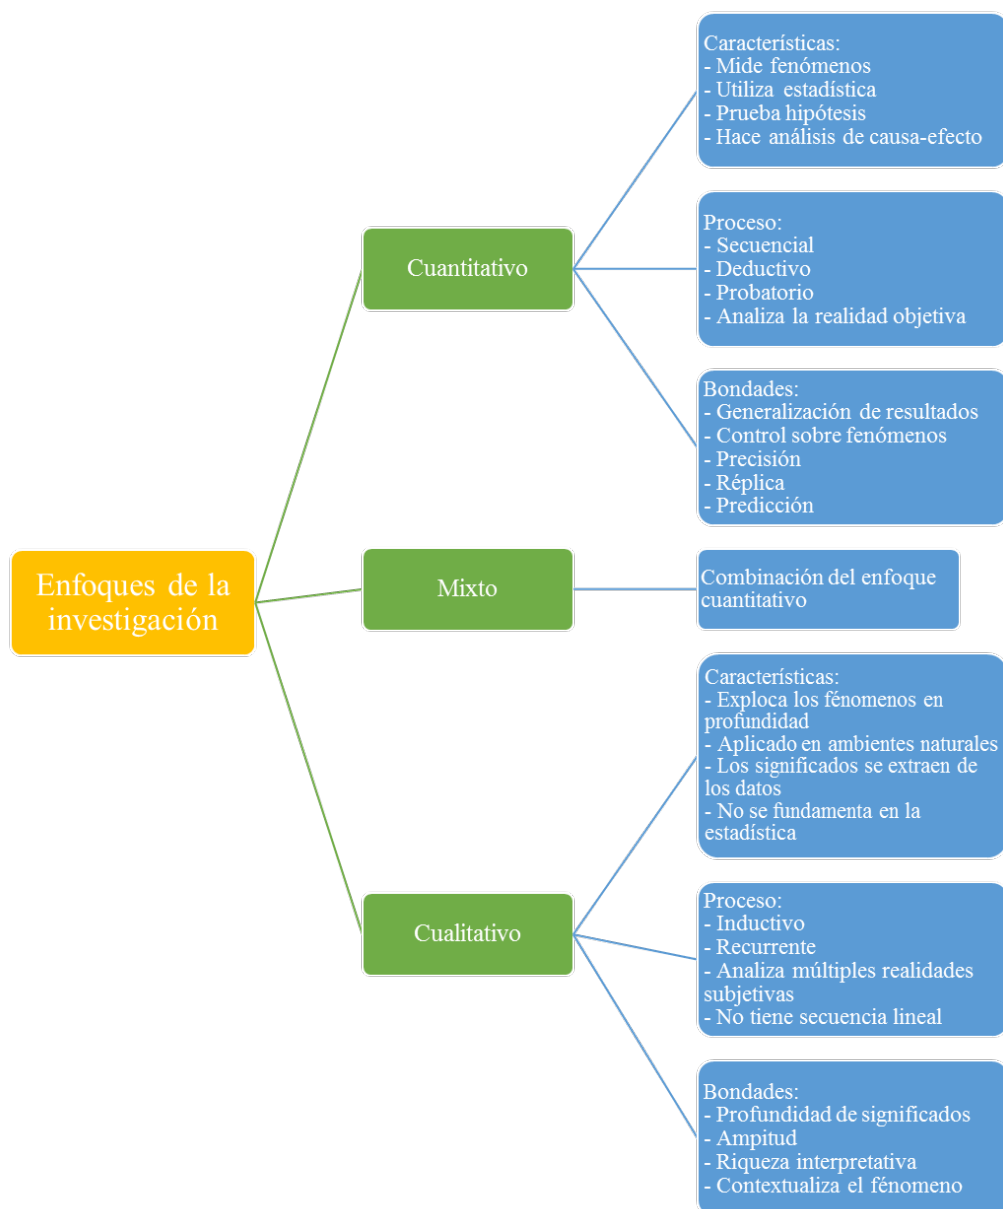 Características:
- Mide fenómenos
- Utiliza estadística
- Prueba hipótesis
- Hace análisis de causa-efecto
Cuantitativo
Proceso:
- Secuencial
- Deductivo
- Probatorio
- Analiza la realidad objetiva
Bondades:
- Generalización de resultados
- Control sobre fenómenos
- Precisión
- Réplica
- Predicción
Enfoques de la
investigación
Mixto
Combinación del enfoque
cuantitativo
Características:
- Exploca los fénomenos en
profundidad
- Aplicado en ambientes naturales
- Los significados se extraen de
los datos
- No se fundamenta en la
estadística
Cualitativo
Proceso:
- Inductivo
- Recurrente
- Analiza múltiples realidades
subjetivas
- No tiene secuencia lineal
Bondades:
- Profundidad de significados
- Ampitud
- Riqueza interpretativa
- Contextualiza el fénomeno